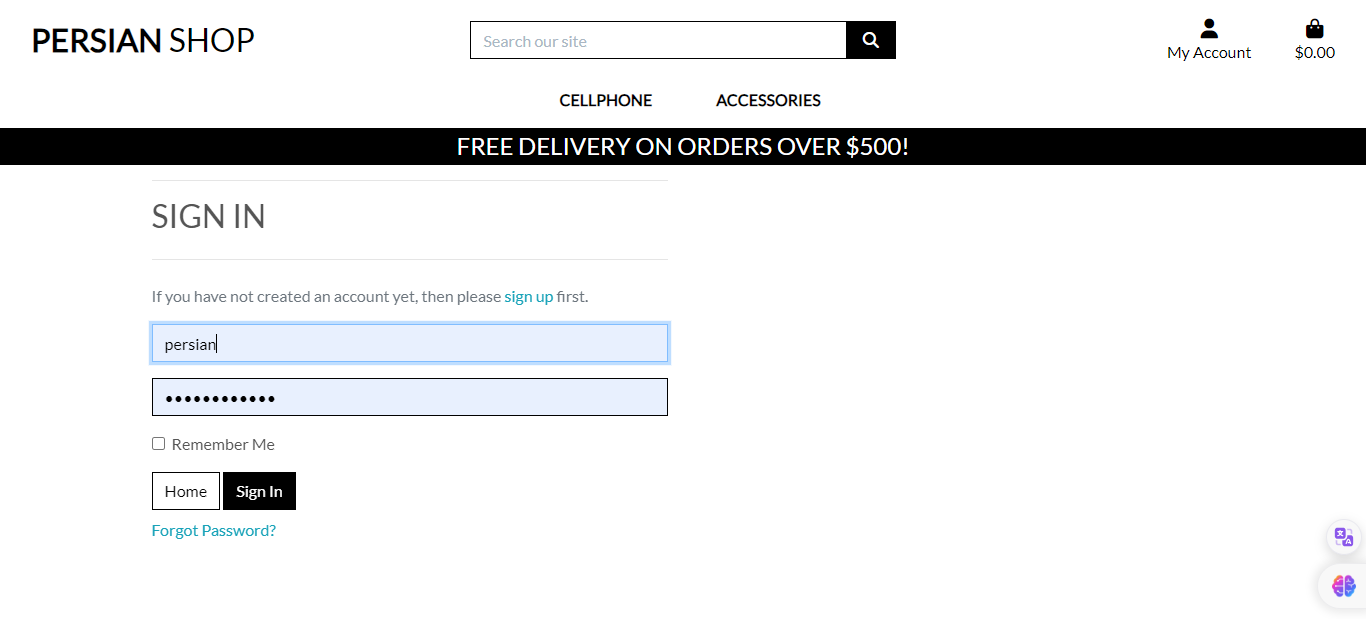 PERSIAN SHOP
Search our site
My Account
$0.00
CELLPHONE
ACCESSORIES
FREE DELIVERY ON ORDERS OVER $500!
SIGN IN
If you have not created an account yet, then please sign up first.
persian
••••••••••••
Remember Me
Home
Sign In
Forgot Password?